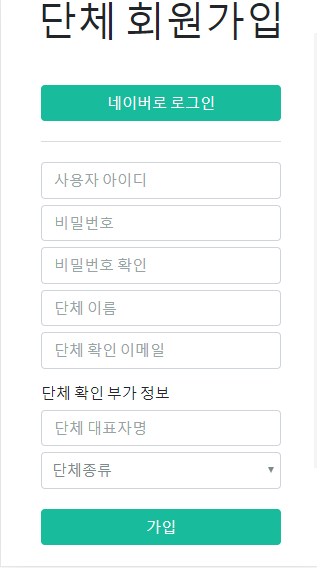 단체 회원가입
네이버로 로그인
사용자 아이디
비밀번호
비밀번호 확인
단체 이름
단체 확인 이메일
단체 확인 부가 정보
단체 대표자명
단체종류
가입